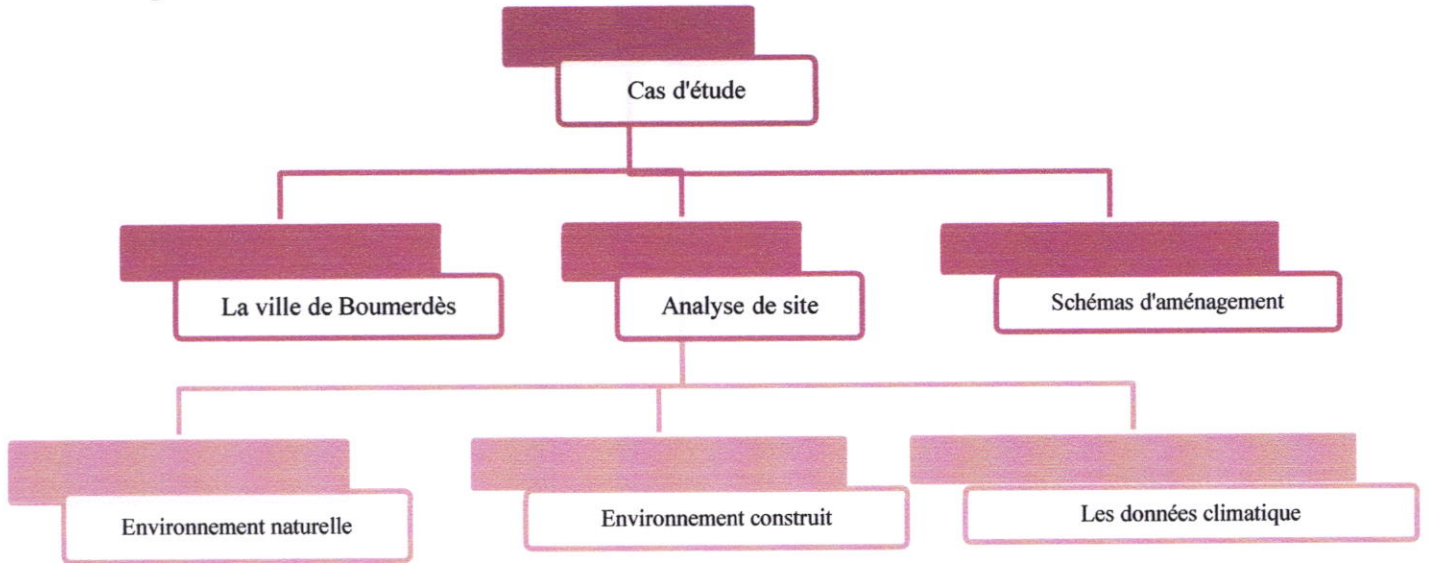 Cas d'étude
La ville de Boumerdès
Analyse de site
Schémas d'aménagement
Environnement naturelle
Environnement construit
Les données climatique